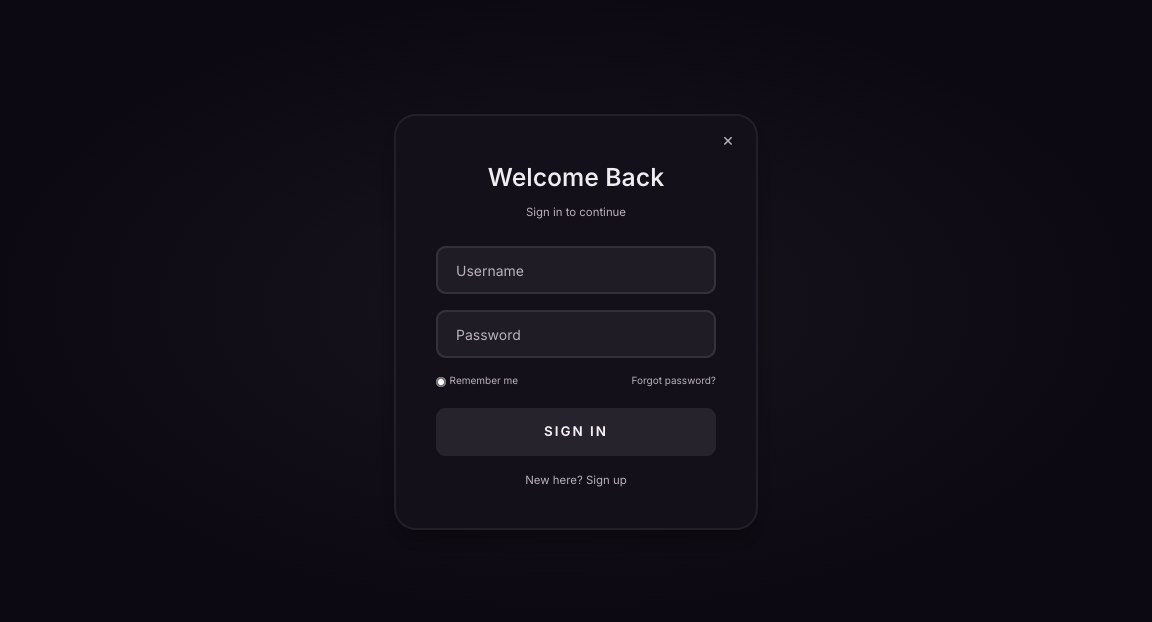 ✕
Welcome Back
Sign in to continue
Username
Password
Remember me
Forgot password?
SIGN IN
New here? Sign up